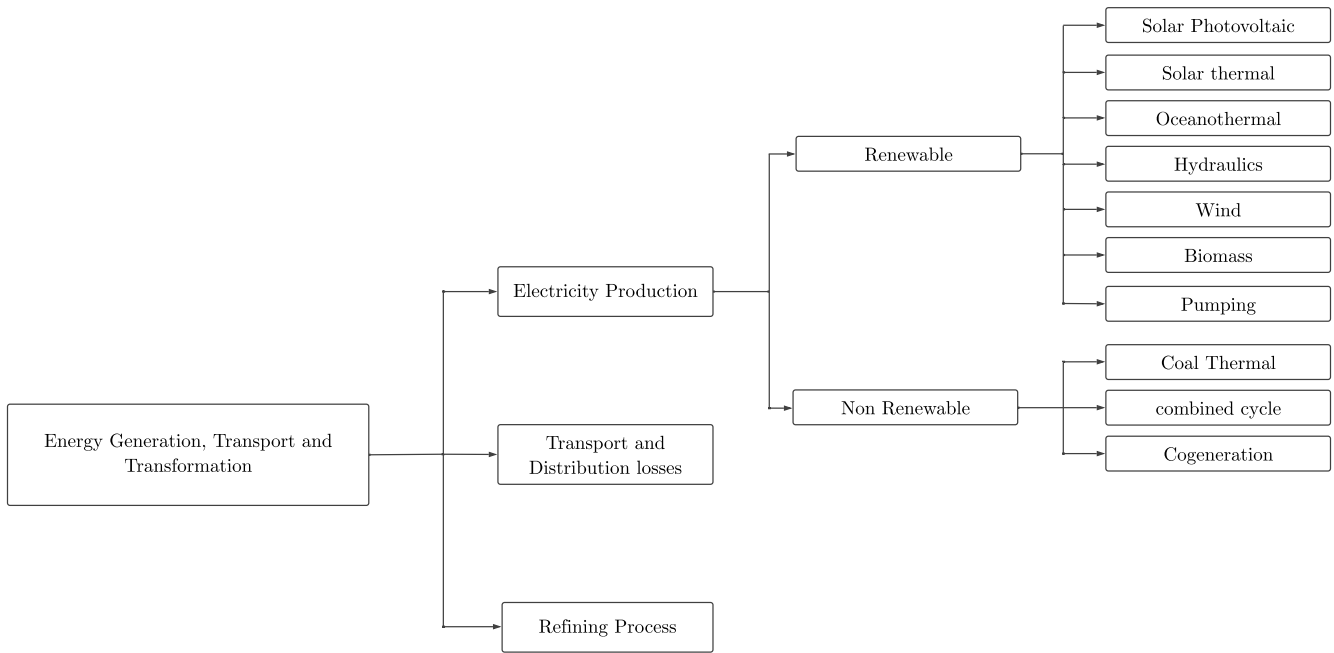 Energy Generation, Transport and
Transformation
Electricity Production
Transport and
Distribution losses
Refining Process
Renewable
Non Renewable
Solar Photovoltaic
Solar thermal
Oceanothermal
Hydraulics
Wind
Biomass
Pumping
Coal Thermal
combined cycle
Cogeneration